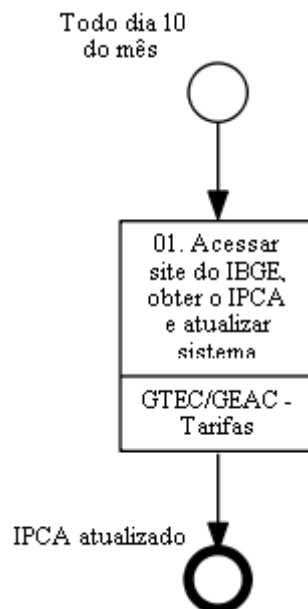 Todo dia 10
do mês
01. Acessar
site do IBGE,
obter o IPCA
e atualizar
sistema
GTEC/GEAC -
Tarifas
IPCA atualizado